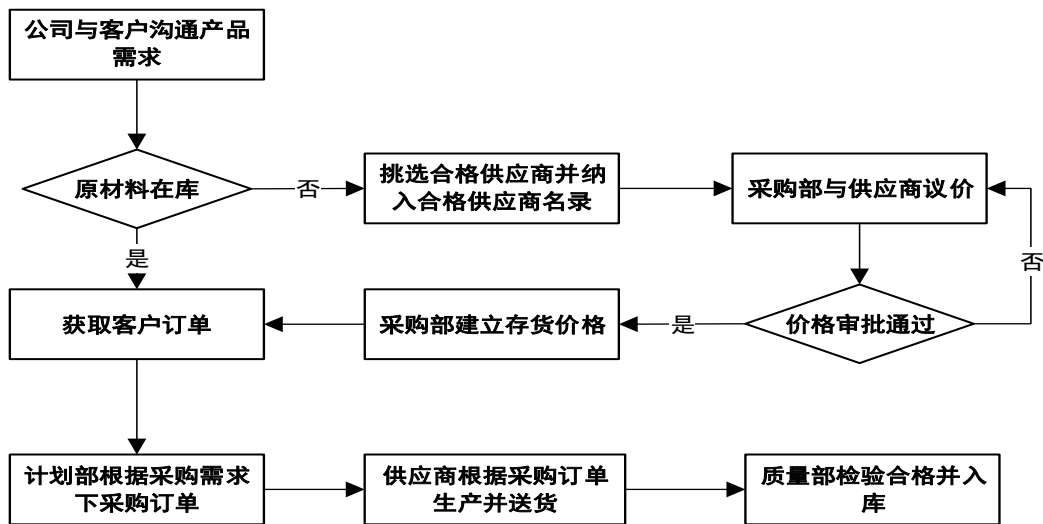 公司与客户沟通产品
需求
原材料在库
否
挑选合格供应商并纳
入合格供应商名录
采购部与供应商议价
是
否
获取客户订单
采购部建立存货价格
是
价格审批通过
计划部根据采购需求
下采购订单
供应商根据采购订单
生产并送货
质量部检验合格并入
库